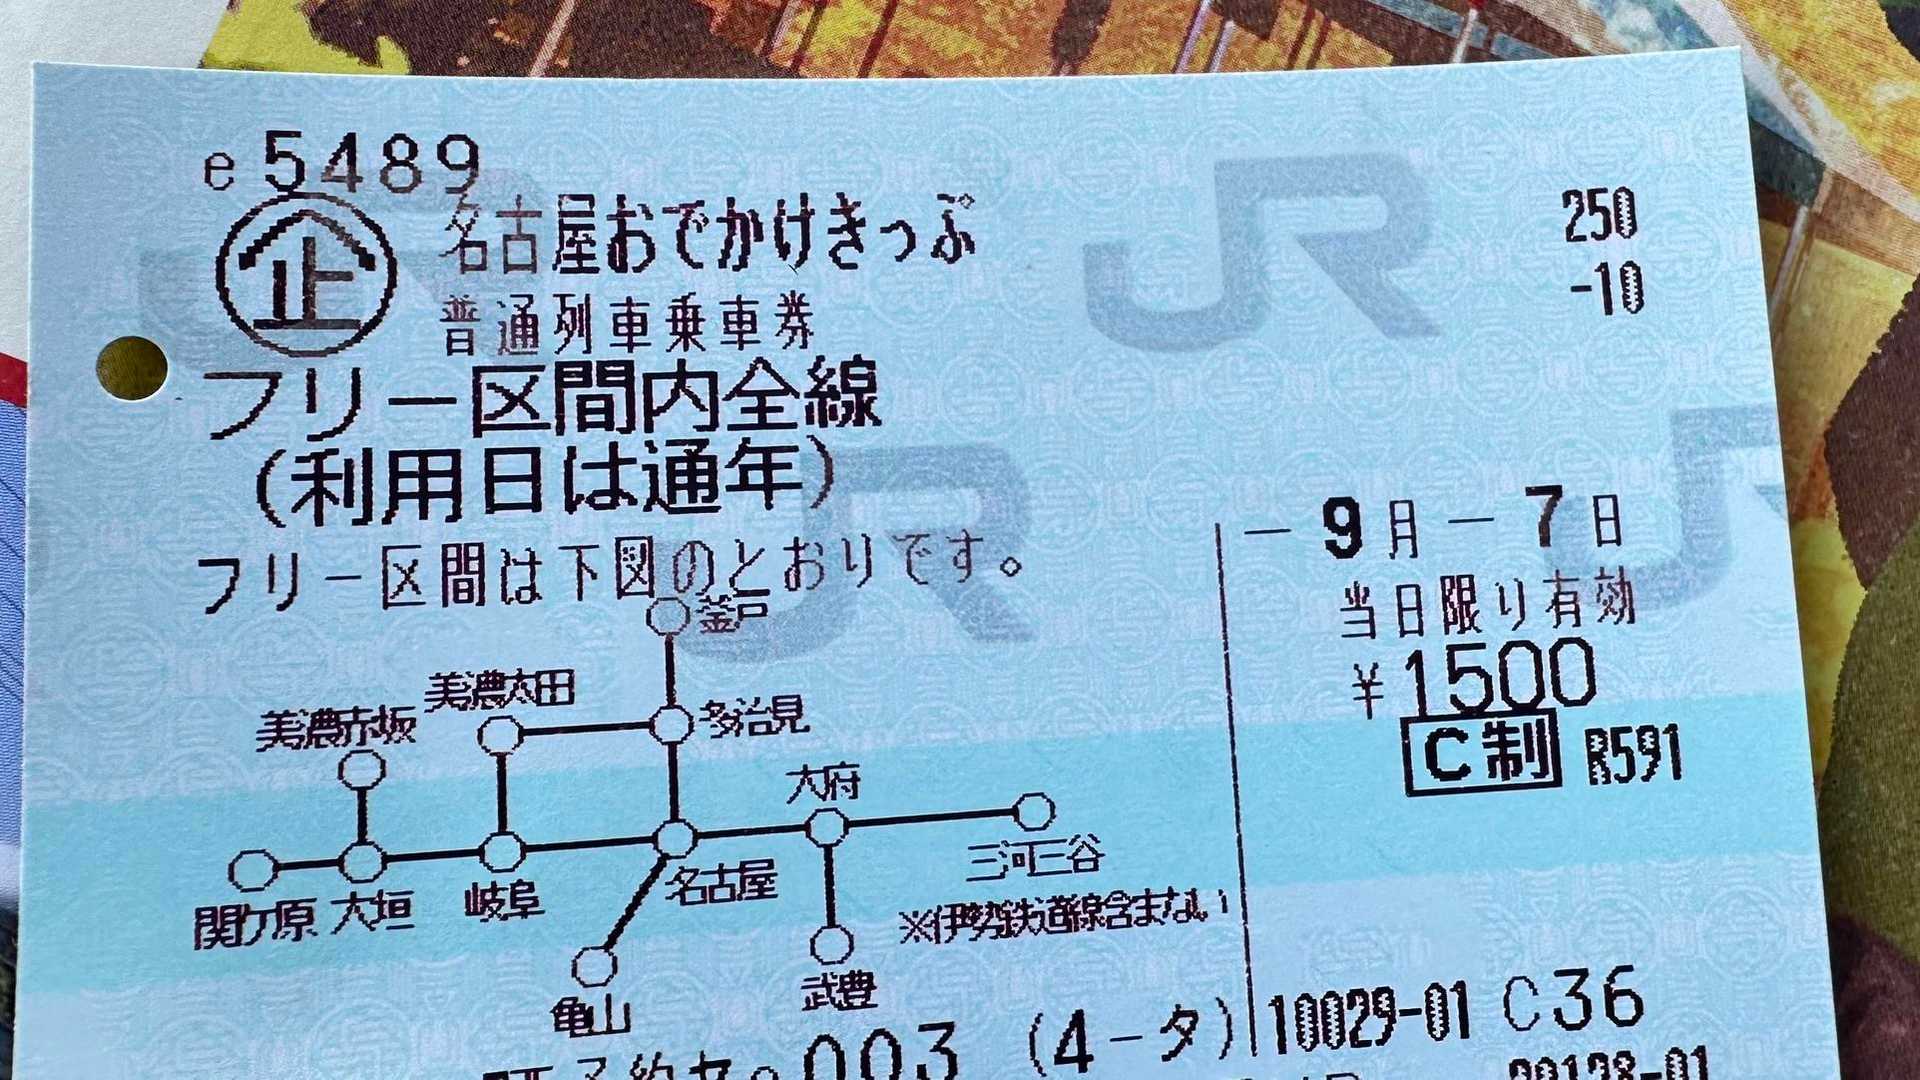 e5489
企 名古屋おでかけきっぷ
250
-10
普通列車乗車券
フリー区間内全線
(利用日は通年)
フリー区間は下図のとおりです。
-9月-7日
当日限り有効
¥1500
C制 R591
釜戸
美濃太田
多治見
美濃赤坂
大府
関ケ原 大垣
岐阜
名古屋
三河三谷
※伊勢鉄道線含まない
亀山
武豊
003 (4-タ)
10029-01 C36
JR
JR